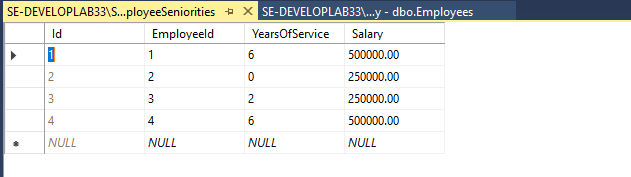 SE-DEVELOPLAB33\S...ployeeSeniorities SE-DEVELOPLAB33\...y - dbo.Employees
Id EmployeeId YearsOfService Salary
1 1 6 500000.00
2 2 0 250000.00
3 3 2 250000.00
4 4 6 500000.00
NULL NULL NULL NULL